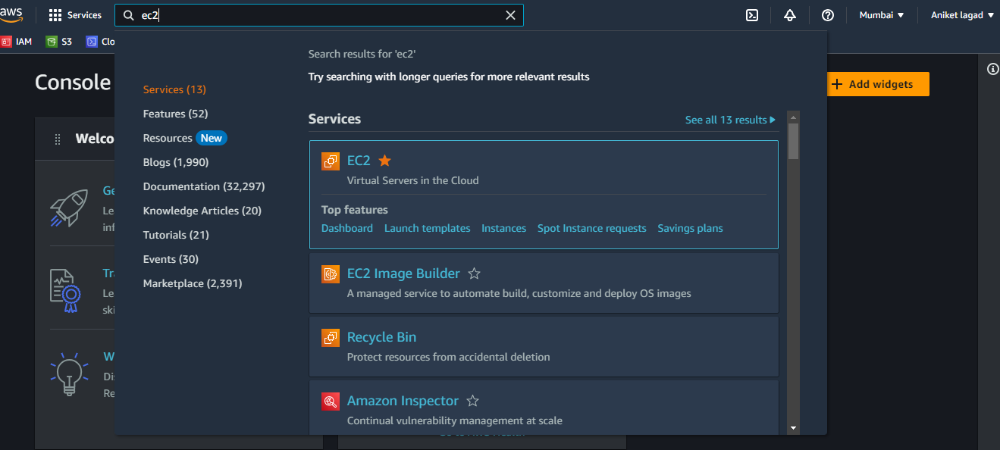 aws Services ec2 Mumbai ▼ Aniket lagad ▼
IAM S3 Clo
Search results for 'ec2'
Try searching with longer queries for more relevant results
Console
Add widgets
Services (13)
Features (52)
Resources New
Blogs (1,990)
Documentation (32,297)
Knowledge Articles (20)
Tutorials (21)
Events (30)
Marketplace (2,391)
Services See all 13 results
EC2
Virtual Servers in the Cloud
Top features
Dashboard Launch templates Instances Spot Instance requests Savings plans
EC2 Image Builder
A managed service to automate build, customize and deploy OS images
Recycle Bin
Protect resources from accidental deletion
Amazon Inspector
Continual vulnerability management at scale
Welco
Ge
Le
inf
Tra
Le
ski
W
Dis
Re